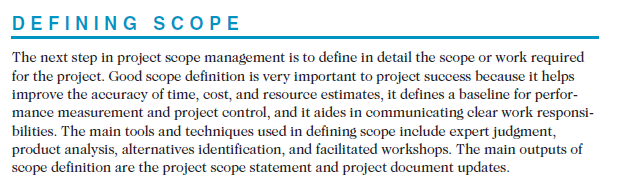 DEFINING SCOPE
The next step in project scope management is to define in detail the scope or work required
for the project. Good scope definition is very important to project success because it helps
improve the accuracy of time, cost, and resource estimates, it defines a baseline for perfor-
mance measurement and project control, and it aides in communicating clear work responsi-
bilities. The main tools and techniques used in defining scope include expert judgment,
product analysis, alternatives identification, and facilitated workshops. The main outputs of
scope definition are the project scope statement and project document updates.